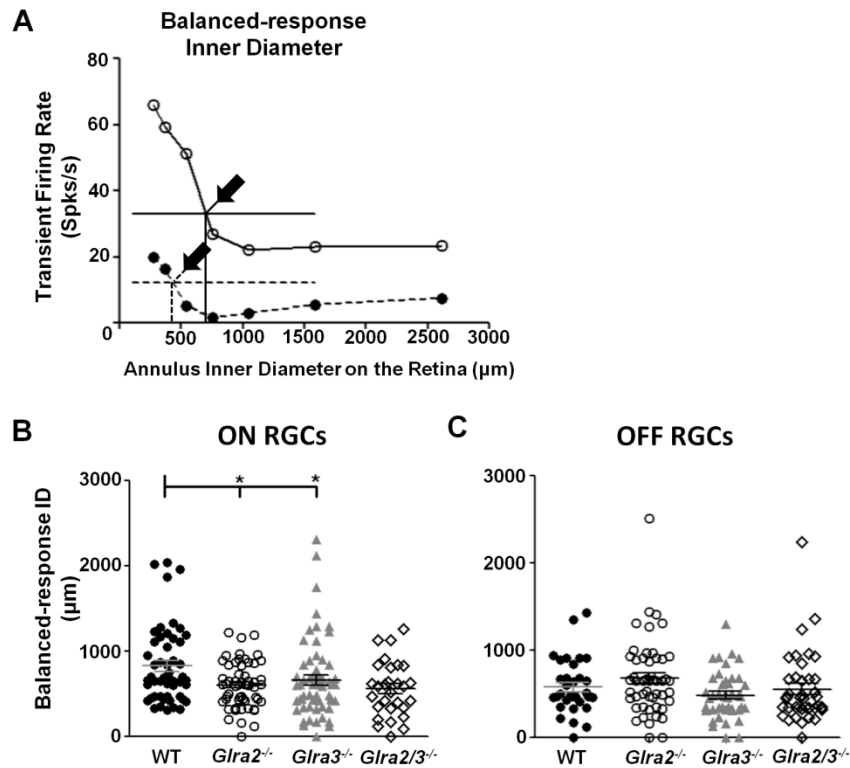 A
Balanced-response
Inner Diameter
Transient Firing Rate
(Spks/s)
80
60
40
20
0
0
500
1000
1500
2000
2500
3000
Annulus Inner Diameter on the Retina (µm)
B
ON RGCs
Balanced-response ID
(µm)
3000
2000
1000
0
* *
WT Glra2-/- Glra3-/- Glra2/3-/-
C
OFF RGCs
3000
2000
1000
0
WT Glra2-/- Glra3-/- Glra2/3-/-